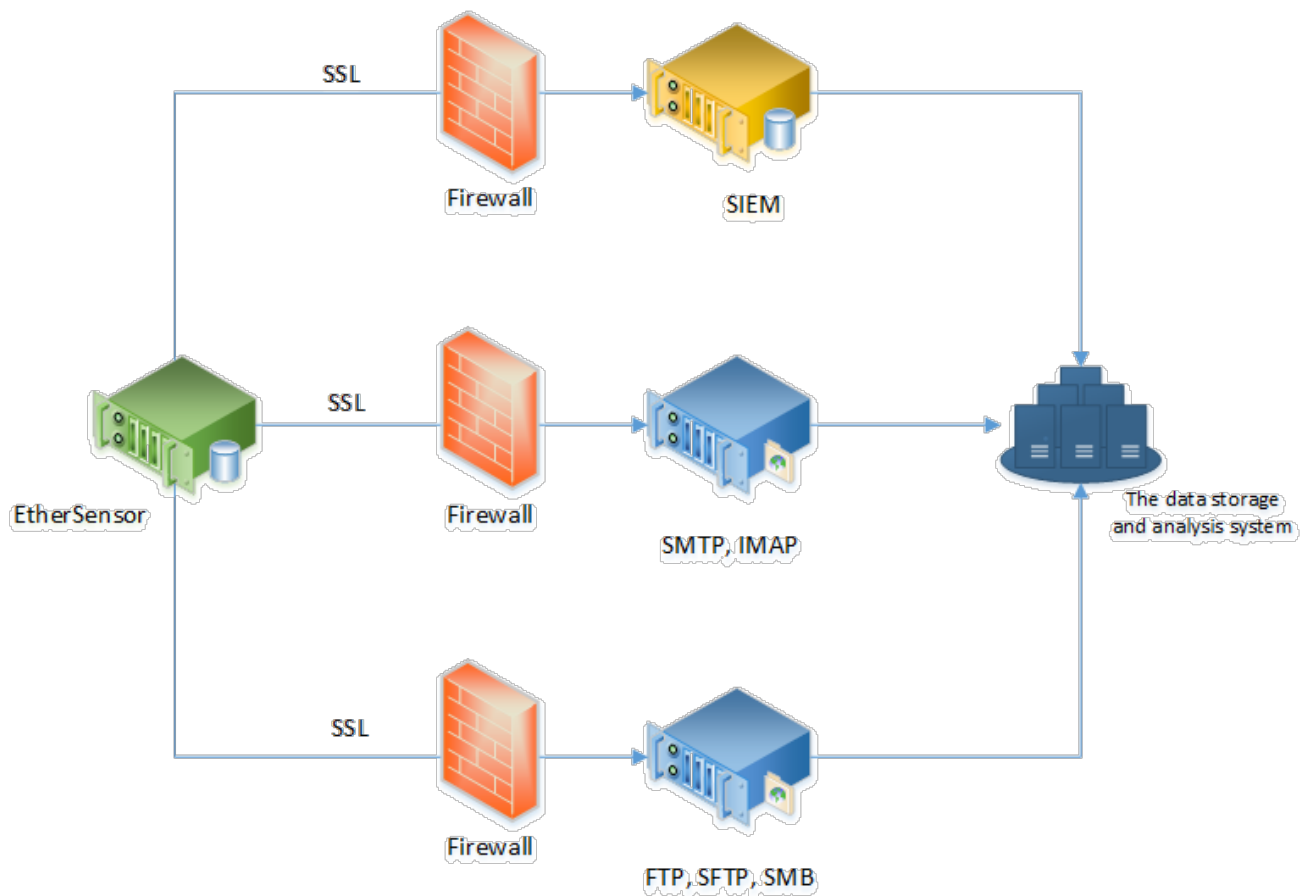 SSL
Firewall
SIEM
EtherSensor
SSL
Firewall
SMTP, IMAP
The data storage
and analysis system
SSL
Firewall
FTP, SFTP, SMB